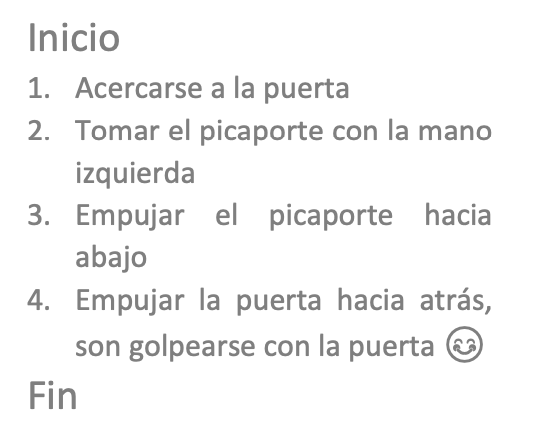 Inicio
1. Acercarse a la puerta
2. Tomar el picaporte con la mano
izquierda
3. Empujar el picaporte hacia
abajo
4. Empujar la puerta hacia atrás,
son golpearse con la puerta 😊
Fin